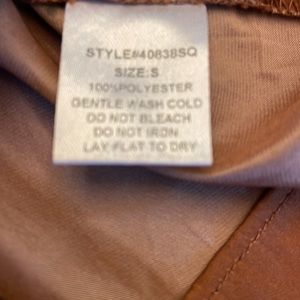 STYLE#40838SQ
SIZE: S
100%POLYESTER
GENTLE WASH COLD
DO NOT BLEACH
DO NOT IRON
LAY FLAT TO DRY